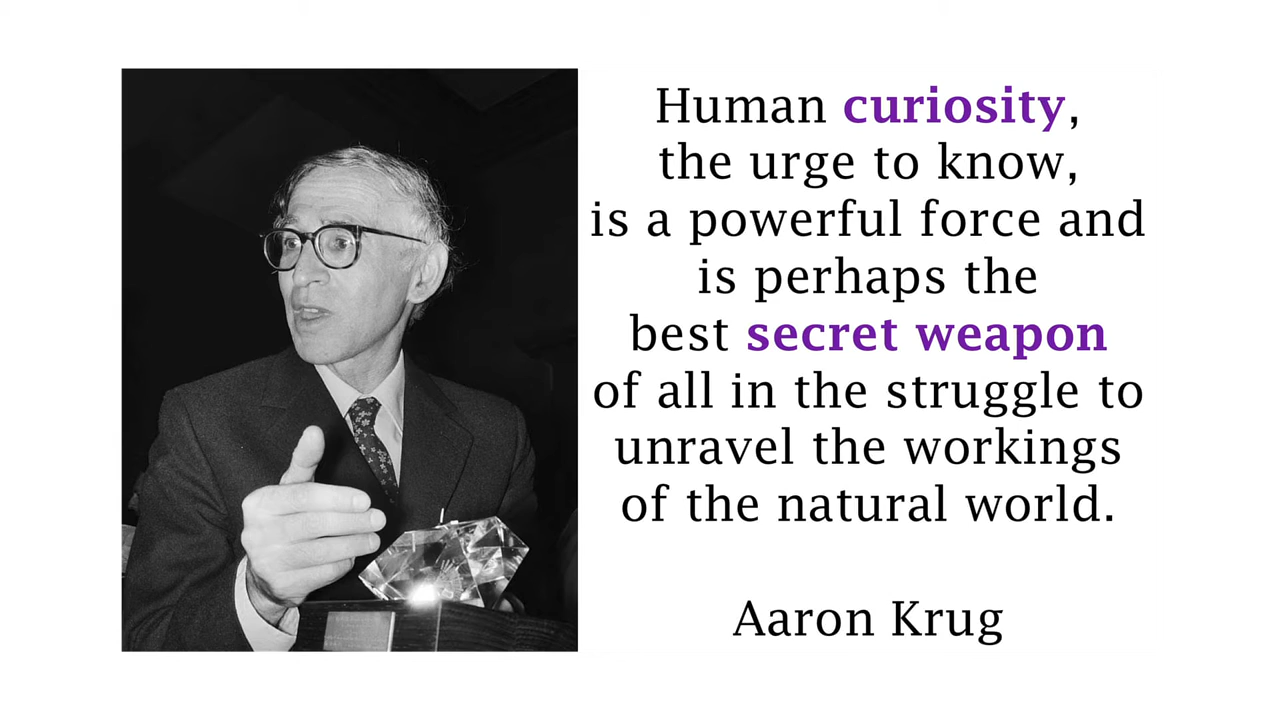 Human curiosity,
the urge to know,
is a powerful force and
is perhaps the
best secret weapon
of all in the struggle to
unravel the workings
of the natural world.
Aaron Krug